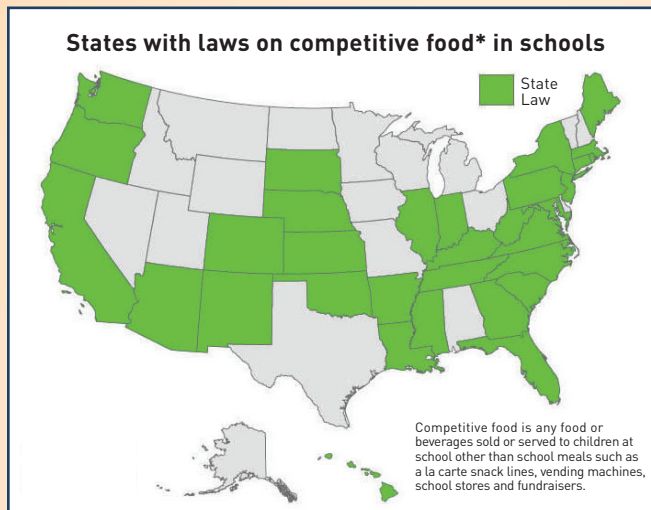 States with laws on competitive food* in schools
State
Law
Competitive food is any food or
beverages sold or served to children at
school other than school meals such as
a la carte snack lines, vending machines,
school stores and fundraisers.